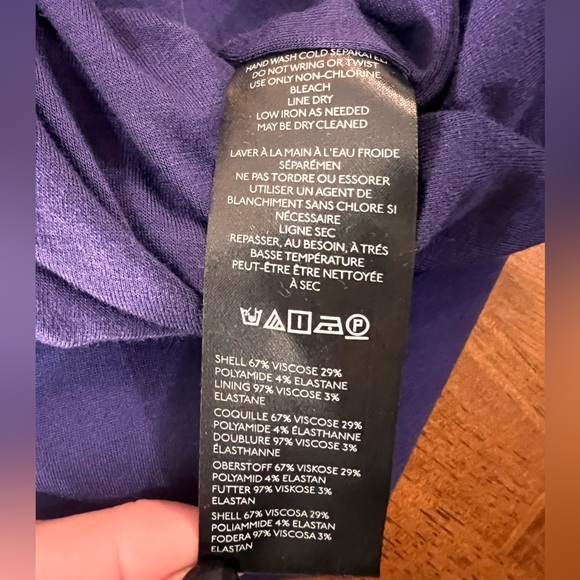 HAND WASH COLD SEPARATELY
DO NOT WRING OR TWIST
USE ONLY NON-CHLORINE
BLEACH
LINE DRY
LOW IRON AS NEEDED
MAY BE DRY CLEANED
LAVER À LA MAIN À L'EAU FROIDE
SÉPARÉMEN
NE PAS TORDRE OU ESSORER
UTILISER UN AGENT DE
BLANCHIMENT SANS CHLORE SI
NÉCESSAIRE
LIGNE SEC
REPASSER, AU BESOIN, À TRÉS
BASSE TEMPÉRATURE
PEUT-ÊTRE ÊTRE NETTOYÉE
À SEC
P
SHELL 67% VISCOSE 29%
POLYAMIDE 4% ELASTANE
LINING 97% VISCOSE 3%
ELASTANE
COQUILLE 67% VISCOSE 29%
POLYAMIDE 4% ÉLASTHANNE
DOUBLURE 97% VISCOSE 3%
ÉLASTHANNE
OBERSTOFF 67% VISKOSE 29%
POLYAMID 4% ELASTAN
FUTTER 97% VISKOSE 3%
ELASTAN
SHELL 67% VISCOSA 29%
POLIAMMIDE 4% ELASTAN
FODERA 97% VISCOSA 3%
ELASTAN